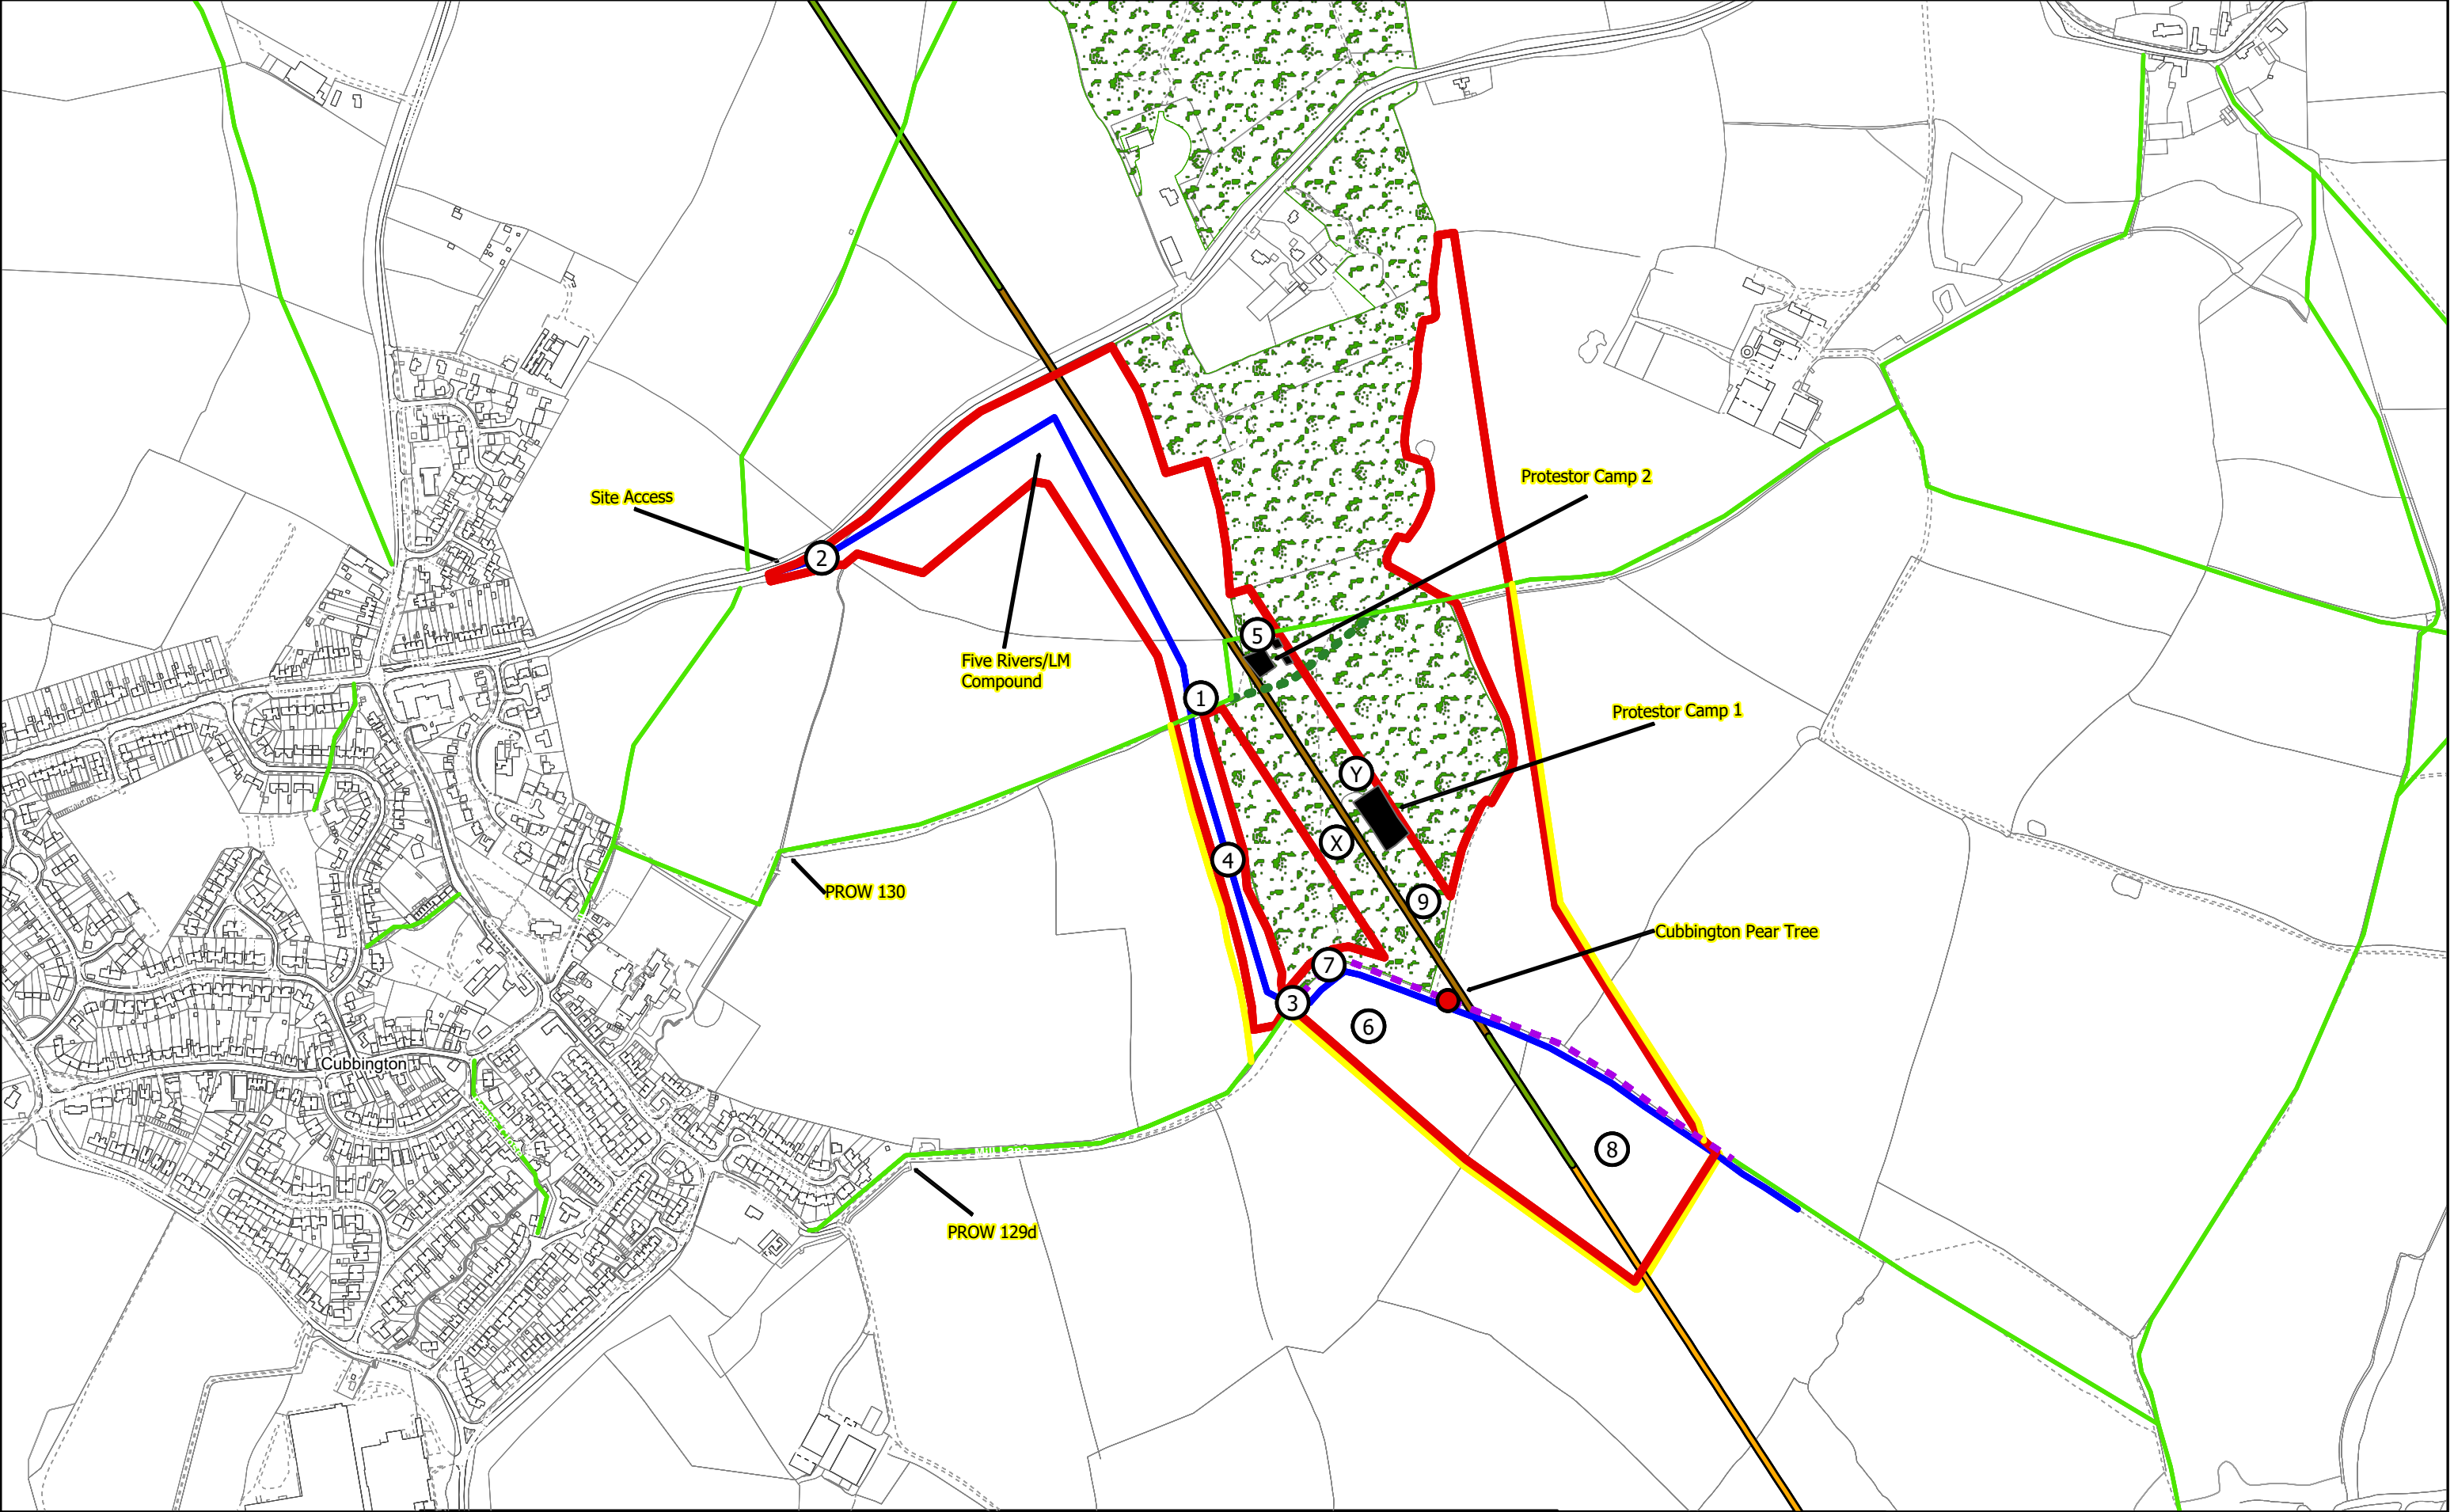 Protestor Camp 2
Site Access
2
5
Five Rivers/LM
Compound
1
Protestor Camp 1
Y
X
4
PROW 130
9
Cubbington Pear Tree
7
3
6
Cubbington
8
PROW 129d